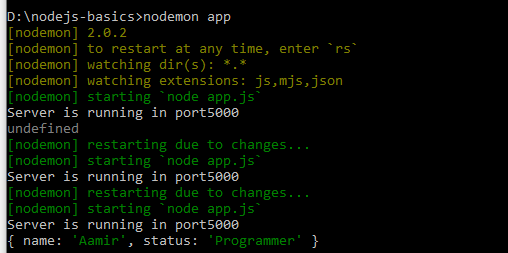 D:\nodejs-basics>nodemon app
[nodemon] 2.0.2
[nodemon] to restart at any time, enter `rs`
[nodemon] watching dir(s): *.*
[nodemon] watching extensions: js,mjs,json
[nodemon] starting `node app.js`
Server is running in port5000
undefined
[nodemon] restarting due to changes...
[nodemon] starting `node app.js`
Server is running in port5000
[nodemon] restarting due to changes...
[nodemon] starting `node app.js`
Server is running in port5000
{ name: 'Aamir', status: 'Programmer' }